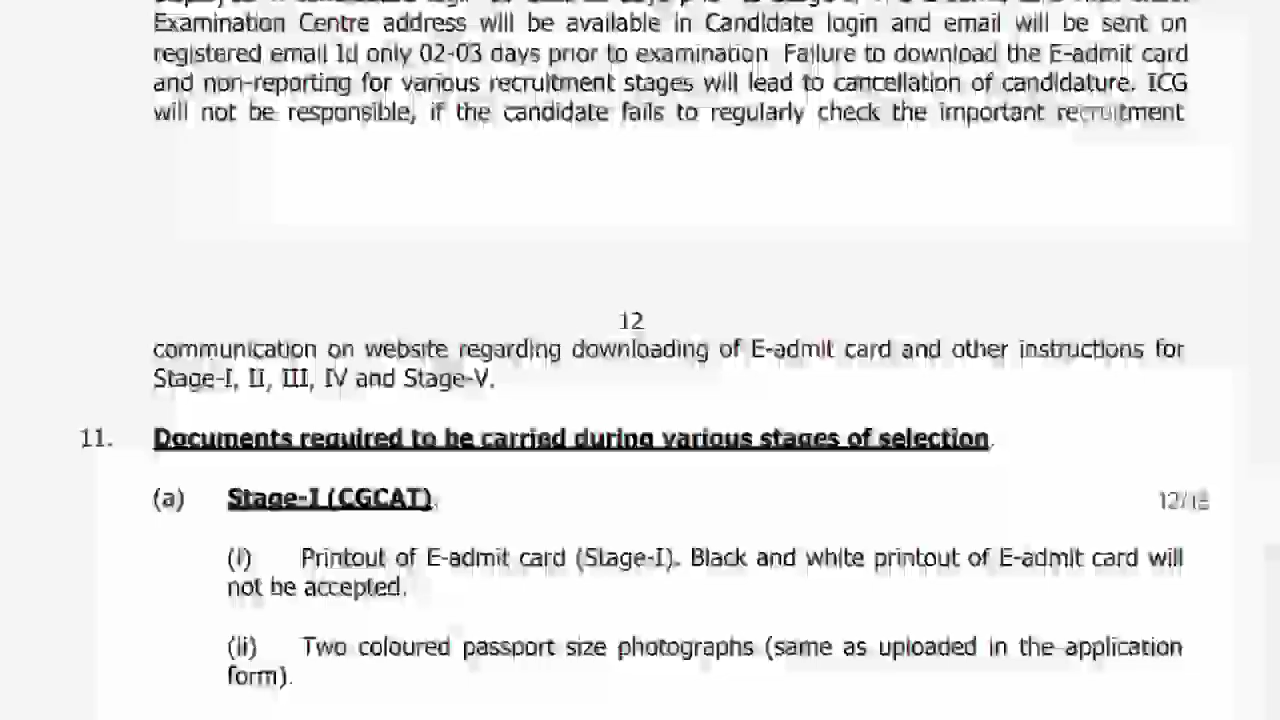 Examination Centre address will be available in Candidate login and email will be sent on
registered email Id only 02-03 days prior to examination. Failure to download the E-admit card
and non-reporting for various recruitment stages will lead to cancellation of candidature. ICG
will not be responsible, if the candidate fails to regularly check the important recruitment
12
communication on website regarding downloading of E-admit card and other instructions for
Stage-I, II, III, IV and Stage-V.
11. Documents required to be carried during various stages of selection.
(a) Stage-I (CGCAT).
(i) Printout of E-admit card (Stage-I). Black and white printout of E-admit card will
not be accepted.
(ii) Two coloured passport size photographs (same as uploaded in the application
form).